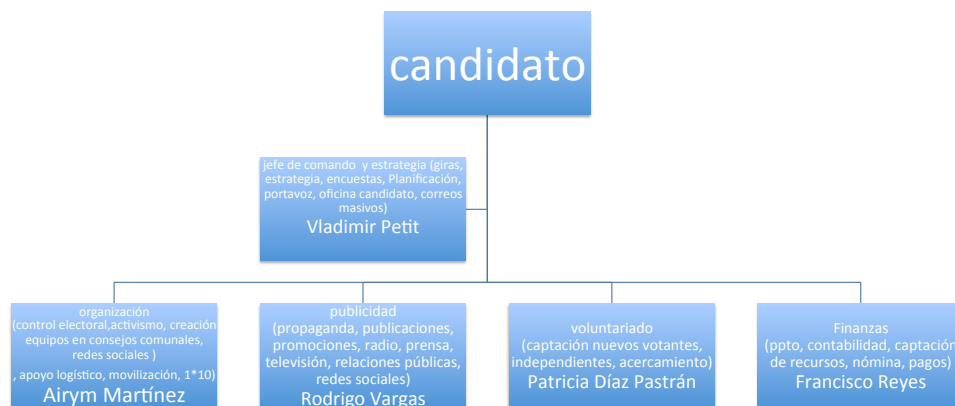 candidato
jefe de comando y estrategia (giras,
estrategia, encuestas, Planificación,
portavoz, oficina candidato, correos
masivos)
Vladimir Petit
organización
(control electoral,activismo, creación
equipos en consejos comunales,
redes sociales )
, apoyo logístico, movilización, 1*10)
Airym Martínez
publicidad
(propaganda, publicaciones,
promociones, radio, prensa,
televisión, relaciones públicas,
redes sociales)
Rodrigo Vargas
voluntariado
(captación nuevos votantes,
independientes, acercamiento)
Patricia Díaz Pastrán
Finanzas
(ppto, contabilidad, captación
de recursos, nómina, pagos)
Francisco Reyes